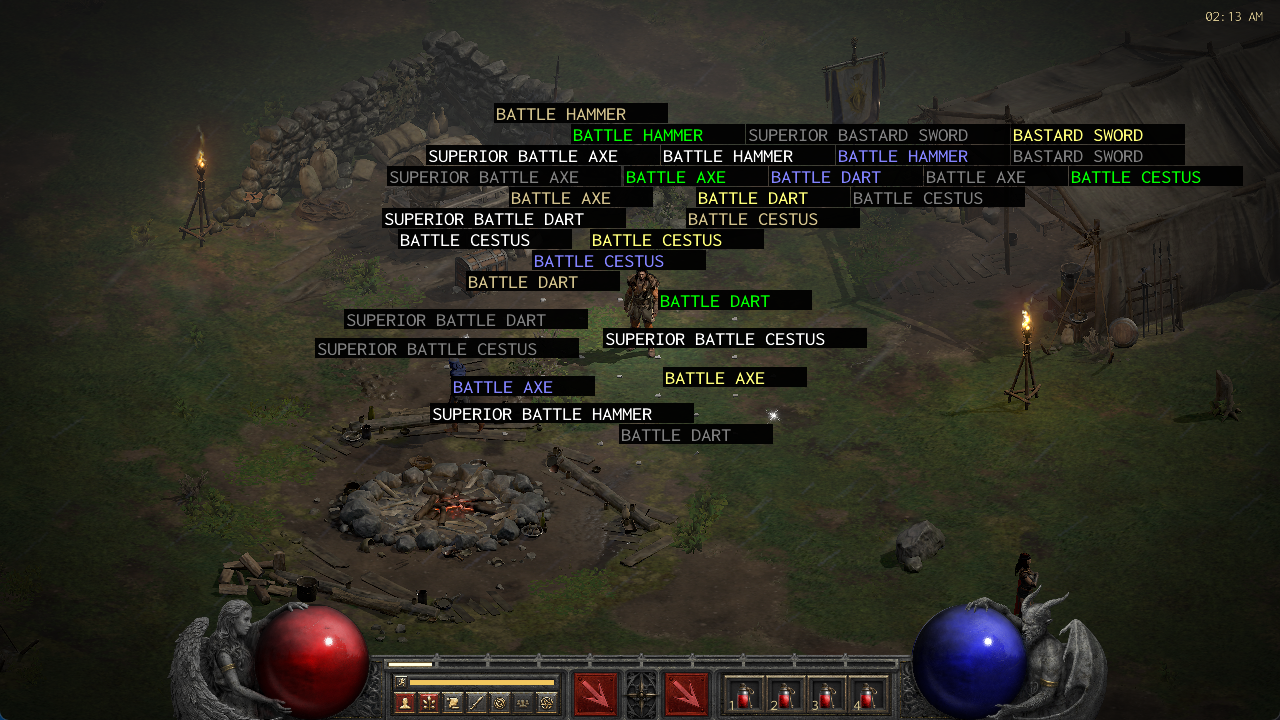 02:13 AM
BATTLE HAMMER
BATTLE HAMMER SUPERIOR BASTARD SWORD BASTARD SWORD
SUPERIOR BATTLE AXE BATTLE HAMMER BATTLE HAMMER BASTARD SWORD
SUPERIOR BATTLE AXE BATTLE AXE BATTLE DART BATTLE AXE BATTLE CESTUS
BATTLE AXE BATTLE DART BATTLE CESTUS
SUPERIOR BATTLE DART BATTLE CESTUS
BATTLE CESTUS BATTLE CESTUS
BATTLE CESTUS
BATTLE DART
BATTLE DART
SUPERIOR BATTLE DART
SUPERIOR BATTLE CESTUS
SUPERIOR BATTLE CESTUS
BATTLE AXE
BATTLE AXE
SUPERIOR BATTLE HAMMER
BATTLE DART
1 2 3 4